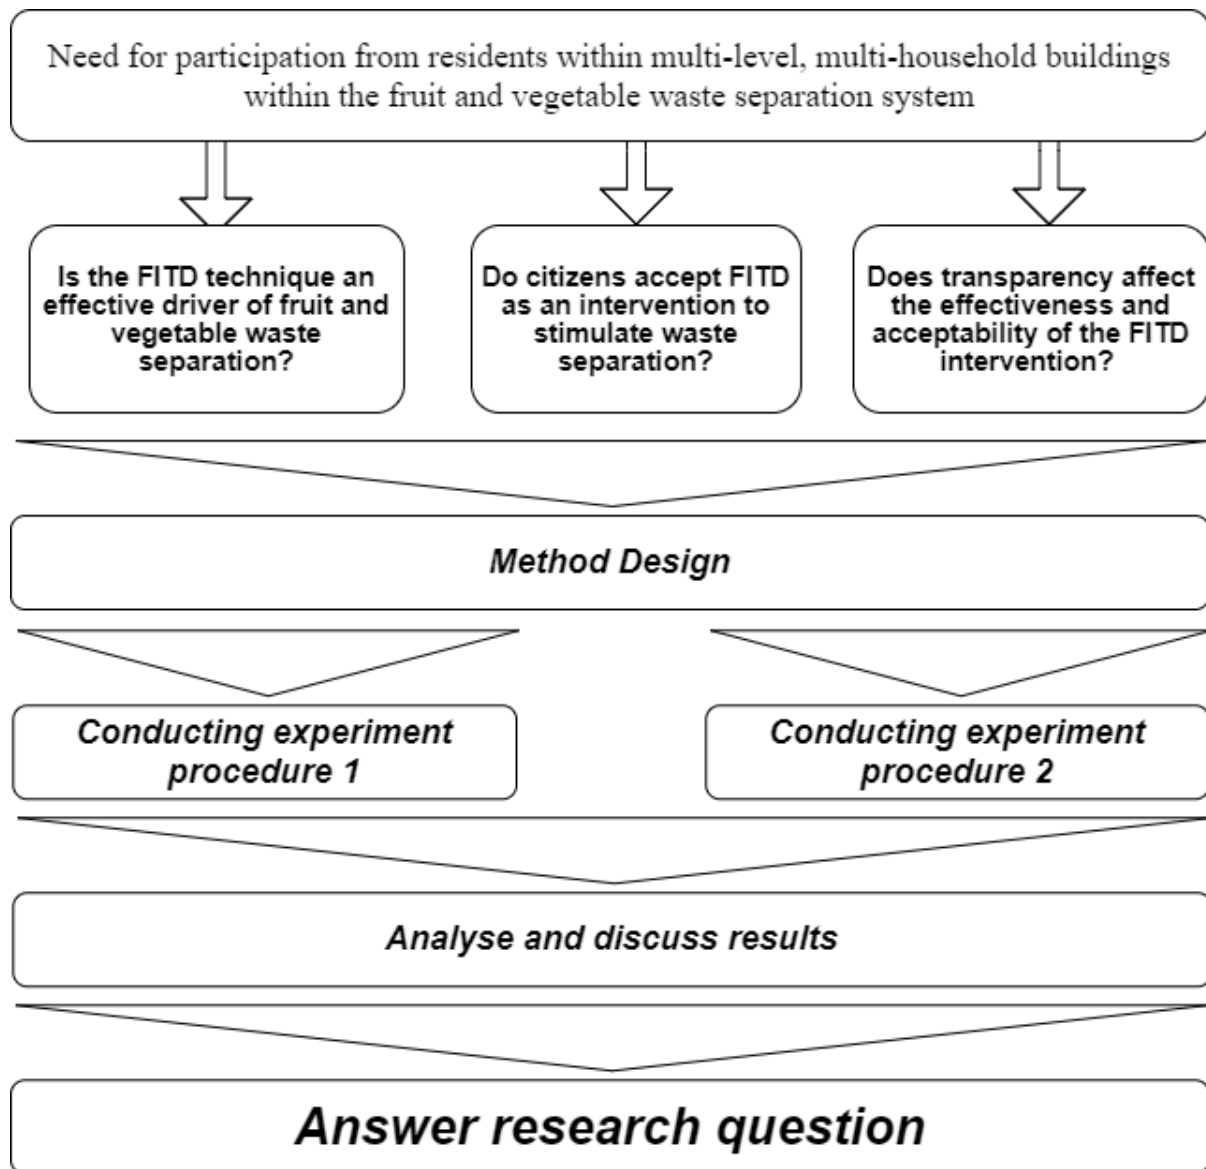 Need for participation from residents within multi-level, multi-household buildings
within the fruit and vegetable waste separation system
Is the FITD technique an
effective driver of fruit and
vegetable waste
separation?
Do citizens accept FITD
as an intervention to
stimulate waste
separation?
Does transparency affect
the effectiveness and
acceptability of the FITD
intervention?
Method Design
Conducting experiment
procedure 1
Conducting experiment
procedure 2
Analyse and discuss results
Answer research question